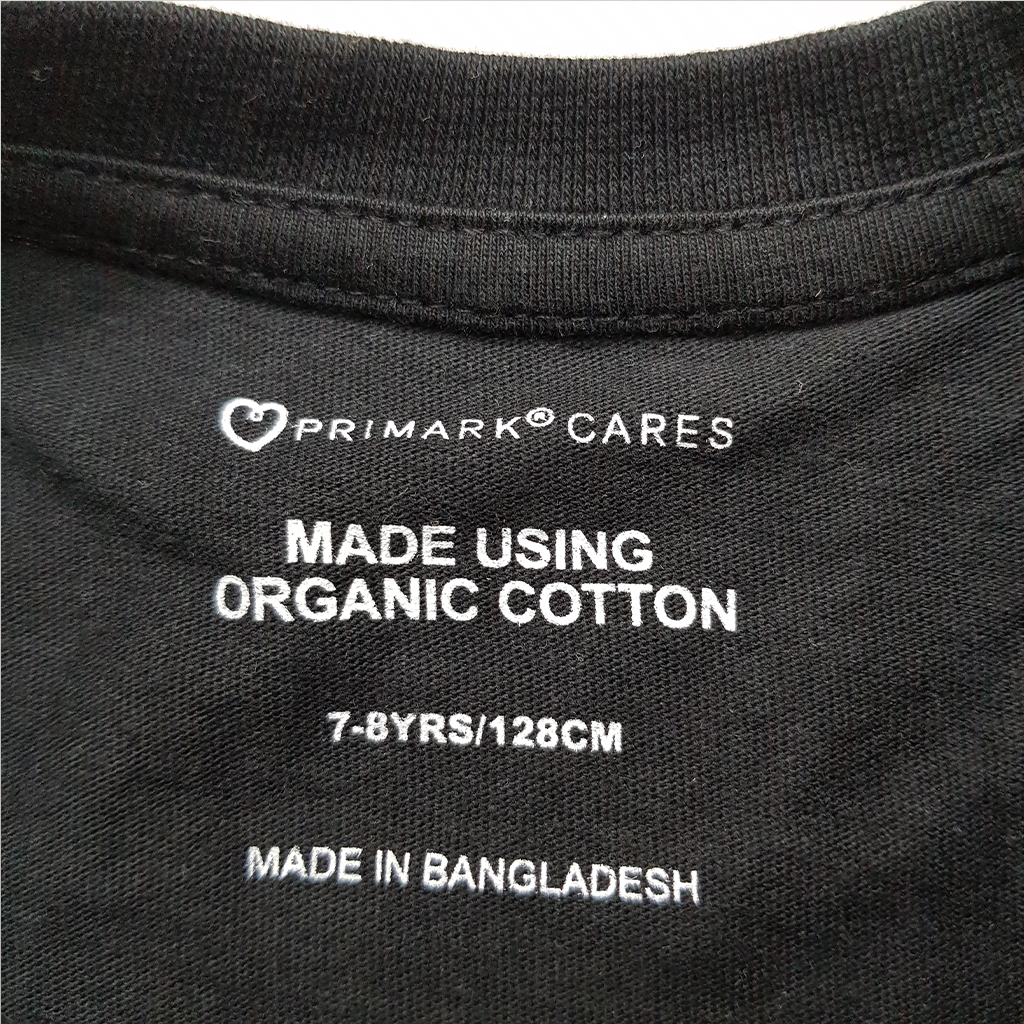 PRIMARK® CARES
MADE USING
ORGANIC COTTON
7-8YRS/128CM
MADE IN BANGLADESH